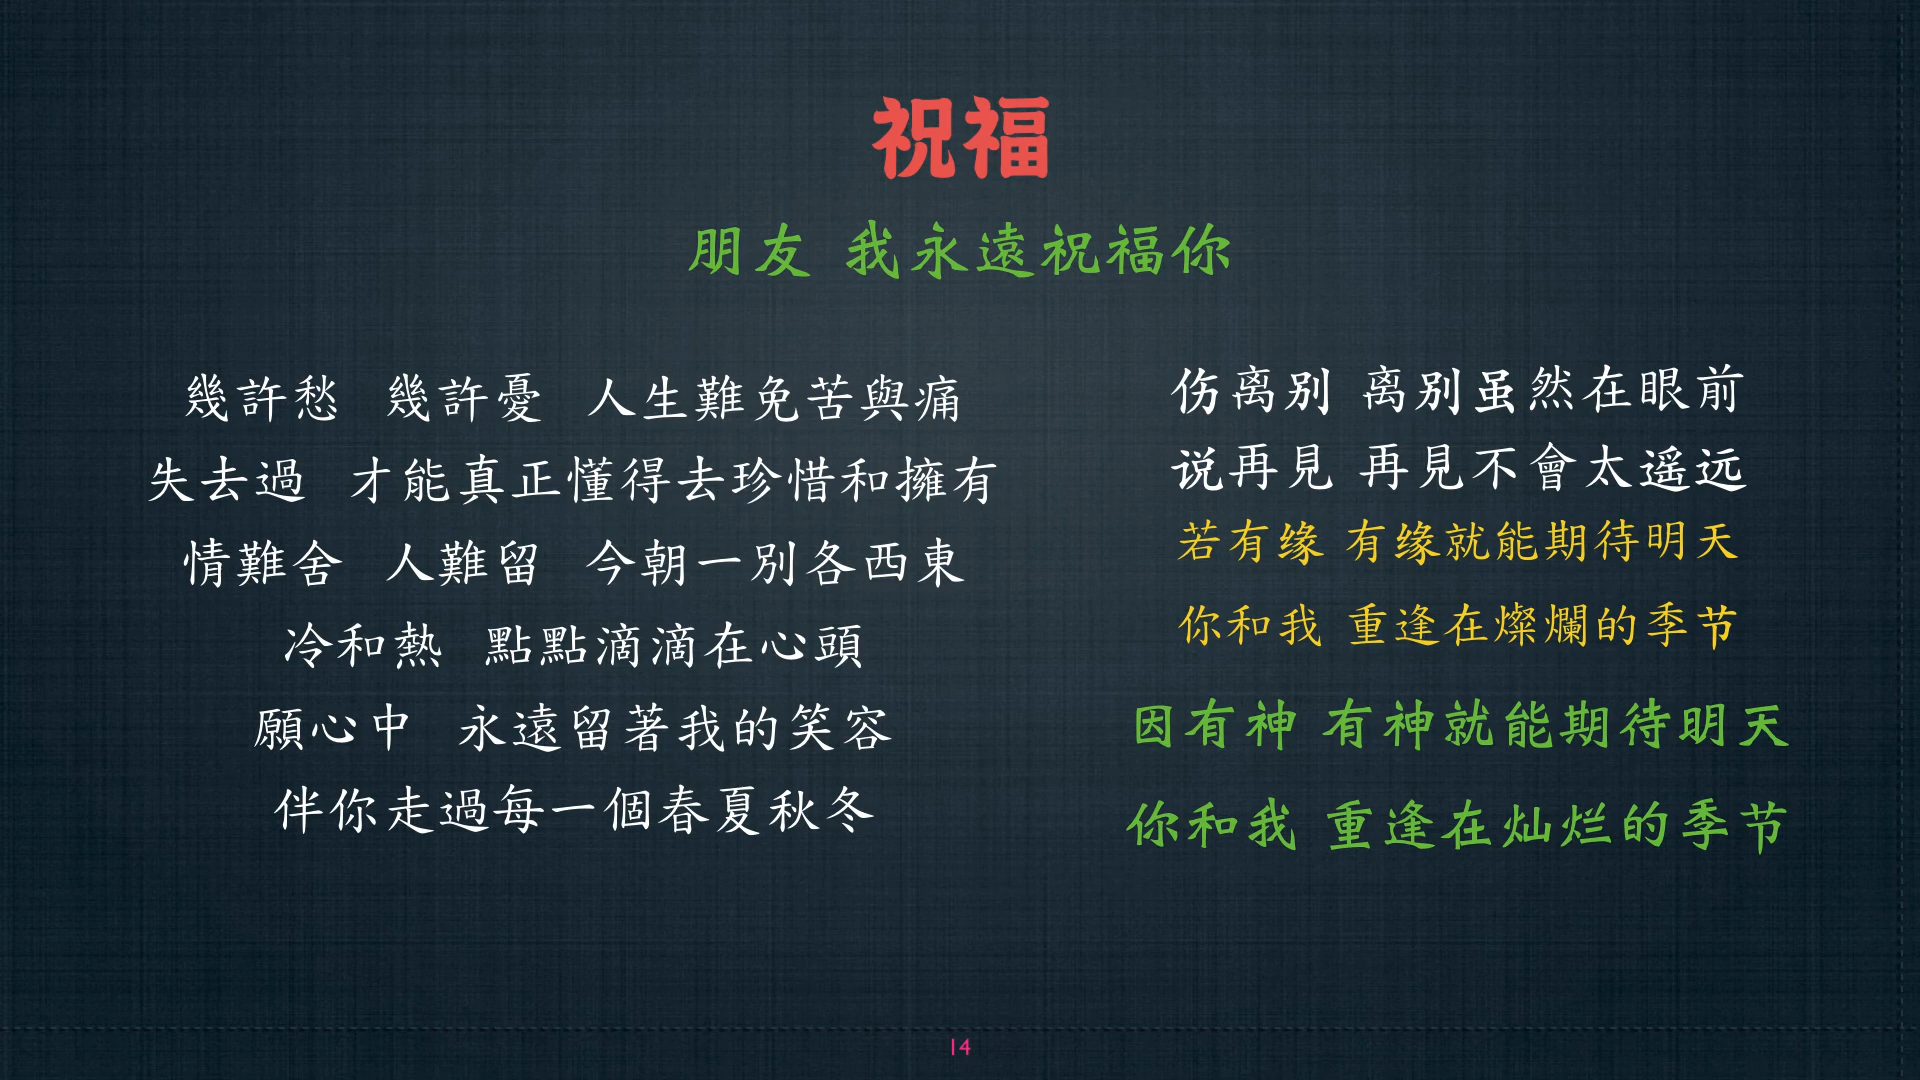 祝福
朋友 我永遠祝福你
幾許愁 幾許憂 人生難免苦與痛
失去過 才能真正懂得去珍惜和擁有
情難舍 人難留 今朝一別各西東
冷和熱 點點滴滴在心頭
願心中 永遠留著我的笑容
伴你走過每一個春夏秋冬
伤离别 离别虽然在眼前
说再見 再見不會太遥远
若有缘 有缘就能期待明天
你和我 重逢在燦爛的季节
因有神 有神就能期待明天
你和我 重逢在灿烂的季节
14